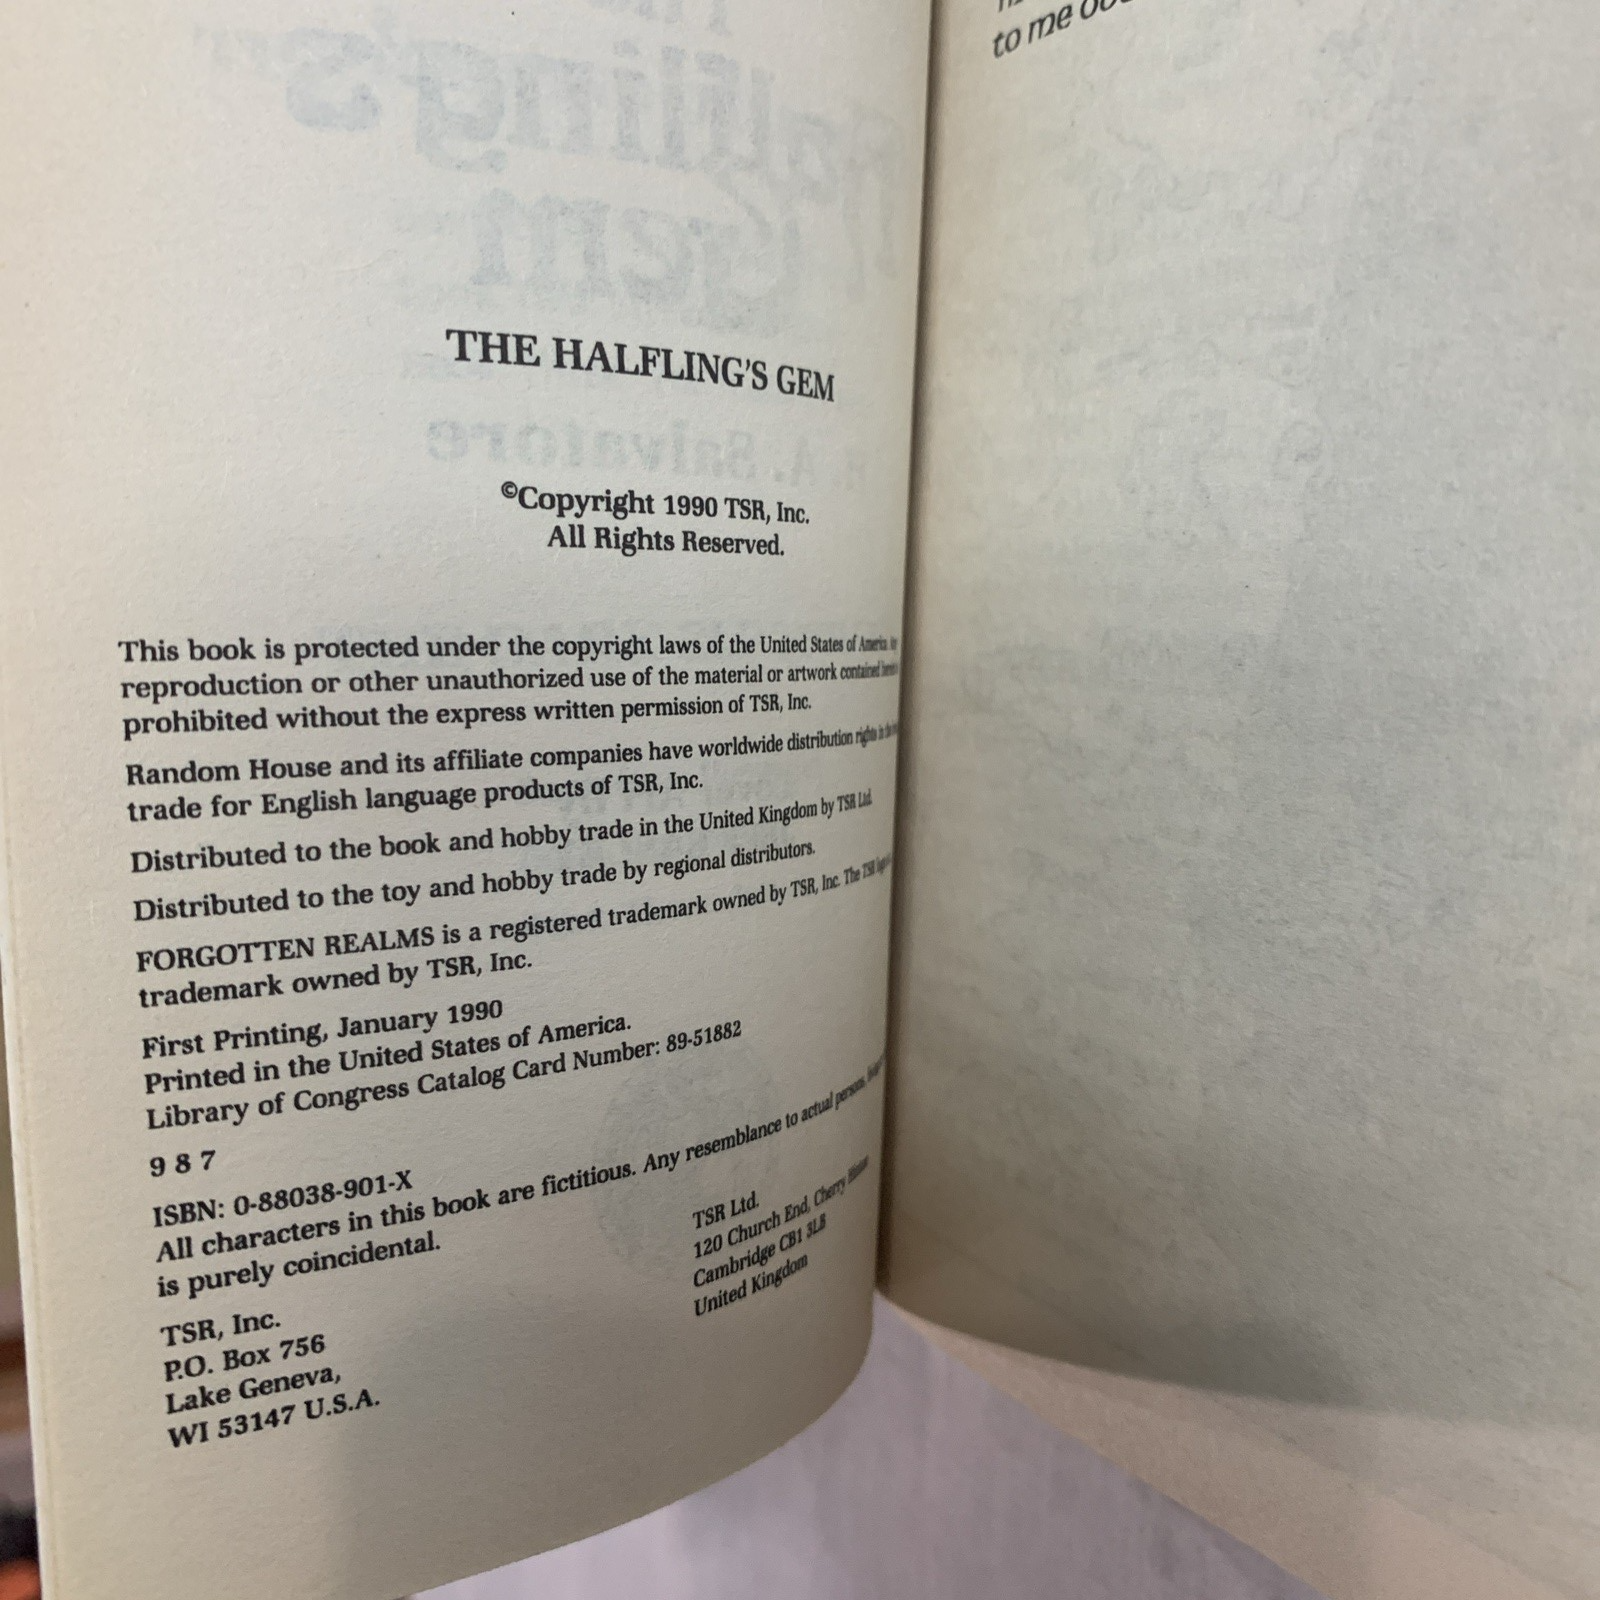 THE HALFLING'S GEM
©Copyright 1990 TSR, Inc.
All Rights Reserved.
This book is protected under the copyright laws of the United States of America.
reproduction or other unauthorized use of the material or artwork contained
prohibited without the express written permission of TSR, Inc.
Random House and its affiliate companies have worldwide distribution rights in the
trade for English language products of TSR, Inc.
Distributed to the book and hobby trade in the United Kingdom by TSR Ltd.
Distributed to the toy and hobby trade by regional distributors.
FORGOTTEN REALMS is a registered trademark owned by TSR, Inc. The TSR
trademark owned by TSR, Inc.
First Printing, January 1990
Printed in the United States of America.
Library of Congress Catalog Card Number: 89-51882
9 8 7
ISBN: 0-88038-901-X
All characters in this book are fictitious. Any resemblance to actual persons,
is purely coincidental.
TSR, Inc.
P.O. Box 756
Lake Geneva,
WI 53147 U.S.A.
TSR Ltd.
120 Church End, Cherry
Cambridge CB1 3LB
United Kingdom
to me